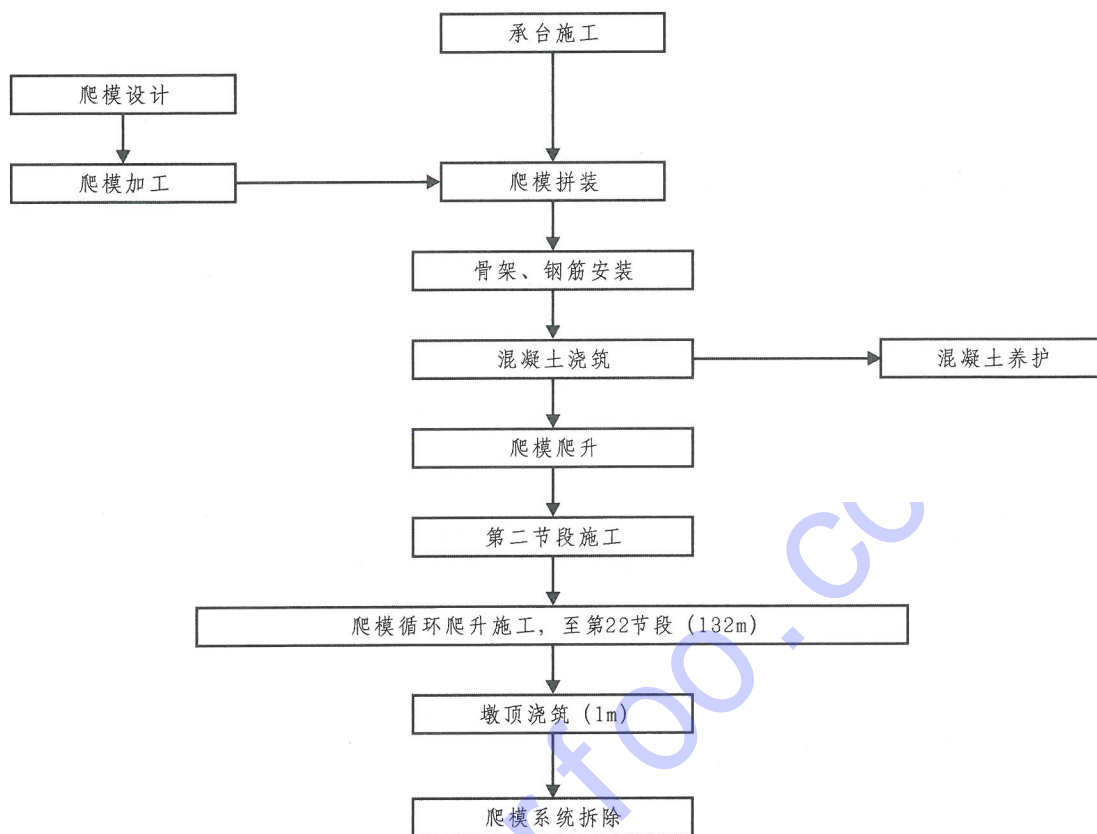 承台施工
爬模设计
爬模加工
爬模拼装
骨架、钢筋安装
混凝土浇筑
混凝土养护
爬模爬升
第二节段施工
爬模循环爬升施工, 至第22节段 (132m)
墩顶浇筑 (1m)
爬模系统拆除
rfoo.co